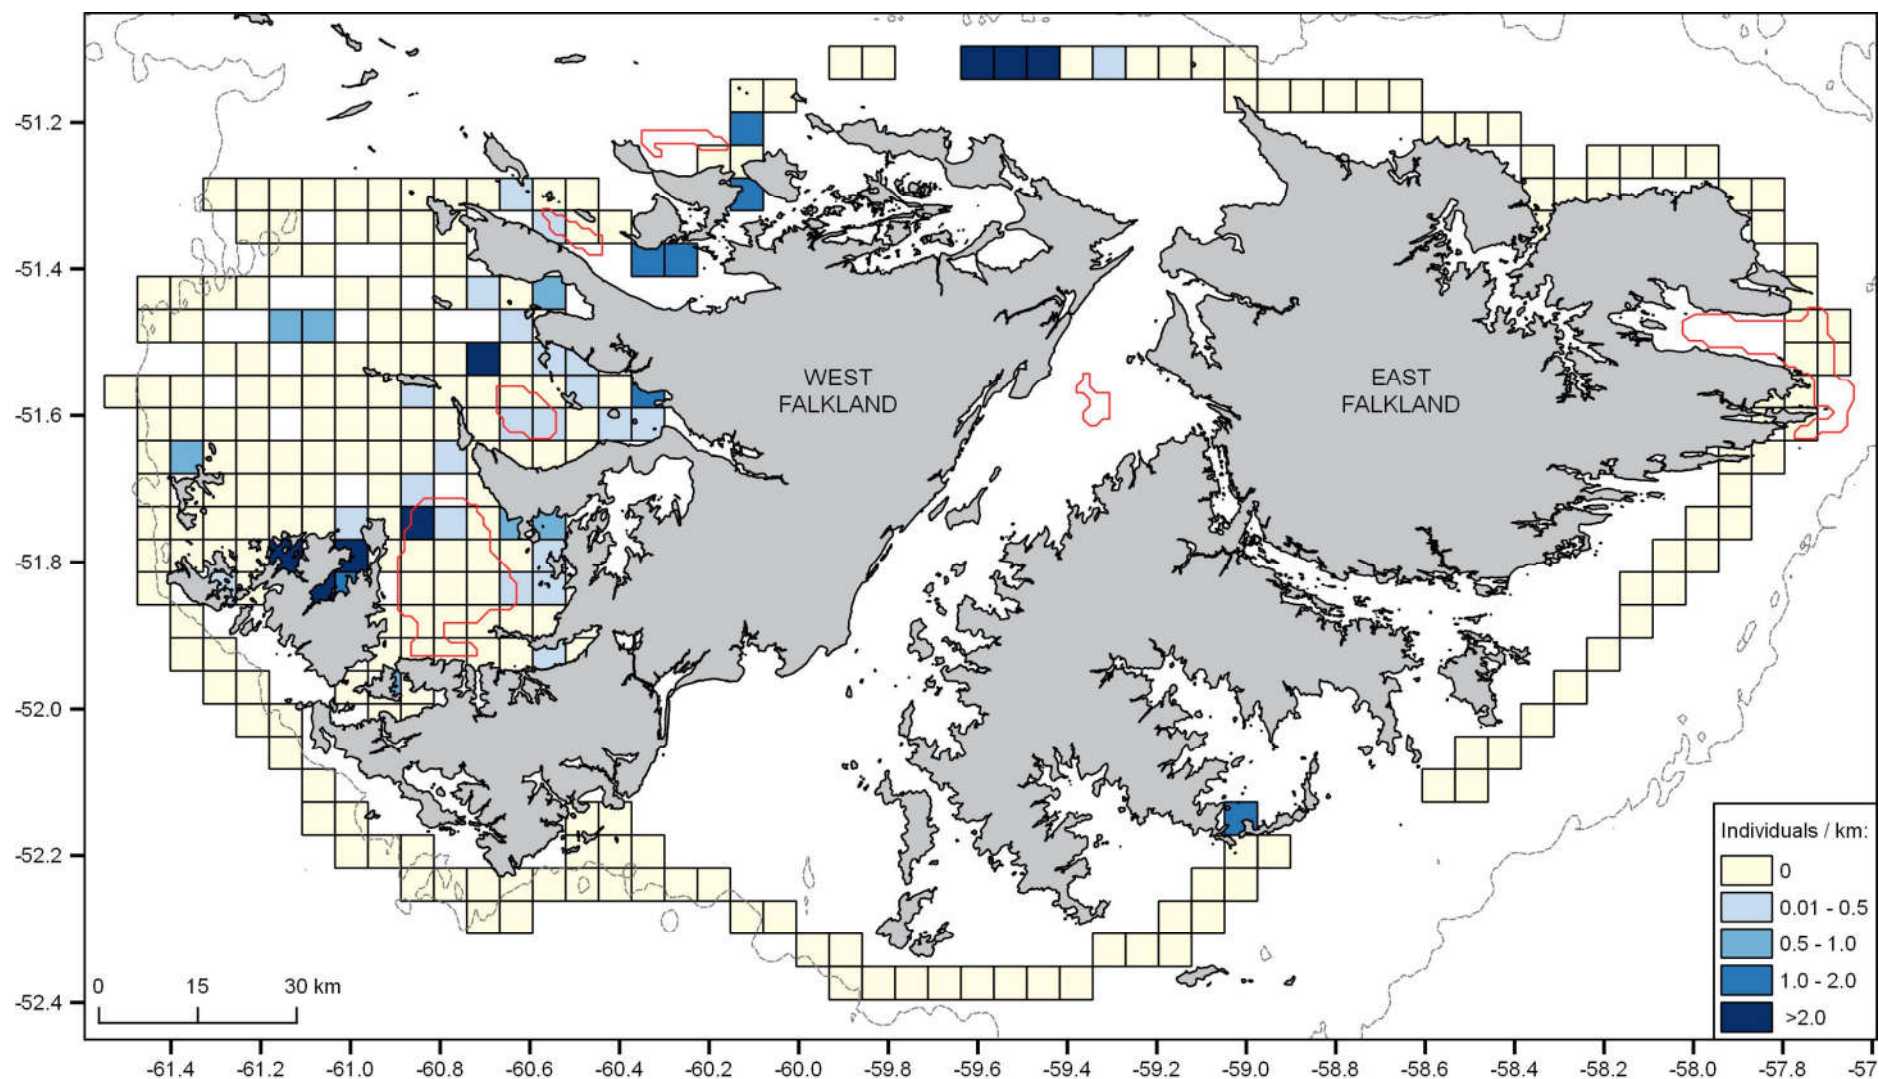 -51.2
-51.4
-51.6
-51.8
-52.0
-52.2
-52.4
WEST
FALKLAND
EAST
FALKLAND
0 15 30 km
Individuals / km:
0
0.01 - 0.5
0.5 - 1.0
1.0 - 2.0
>2.0
-61.4 -61.2 -61.0 -60.8 -60.6 -60.4 -60.2 -60.0 -59.8 -59.6 -59.4 -59.2 -59.0 -58.8 -58.6 -58.4 -58.2 -58.0 -57.8 -57